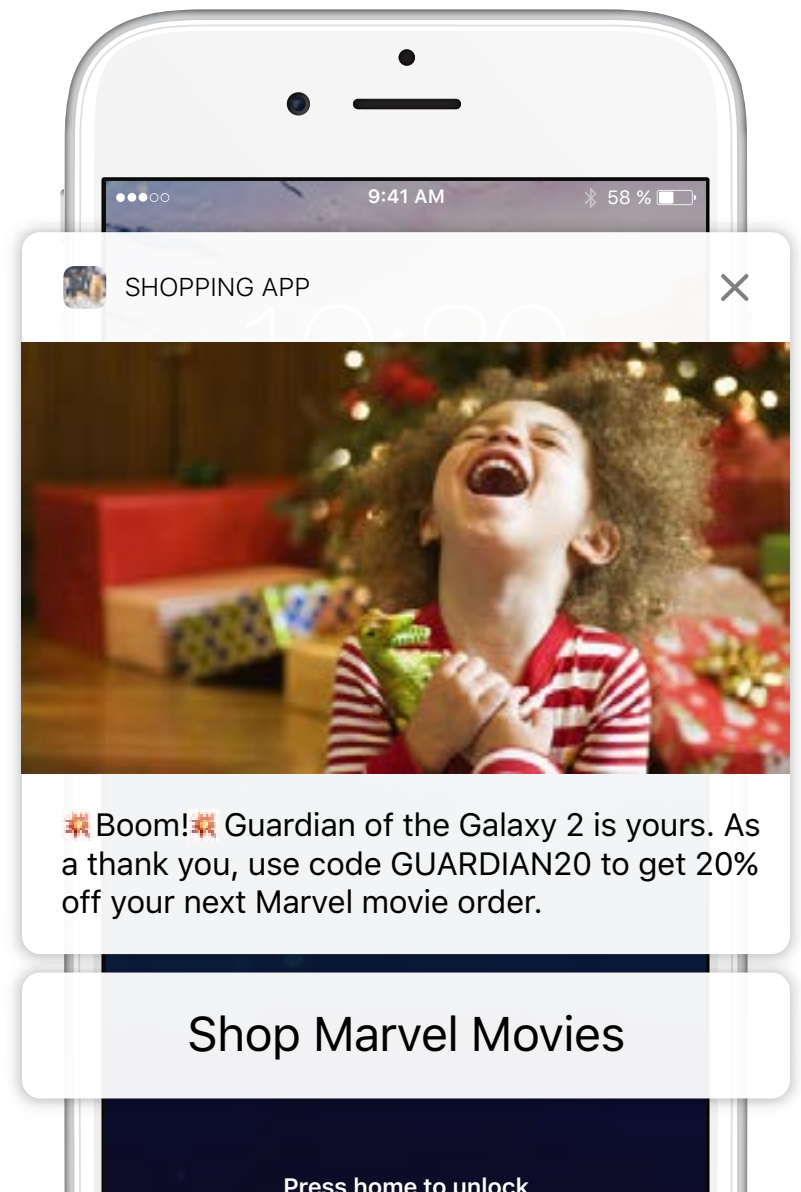 9:41 AM 58 %
SHOPPING APP
💥Boom!💥 Guardian of the Galaxy 2 is yours. As
a thank you, use code GUARDIAN20 to get 20%
off your next Marvel movie order.
Shop Marvel Movies
Press home to unlock